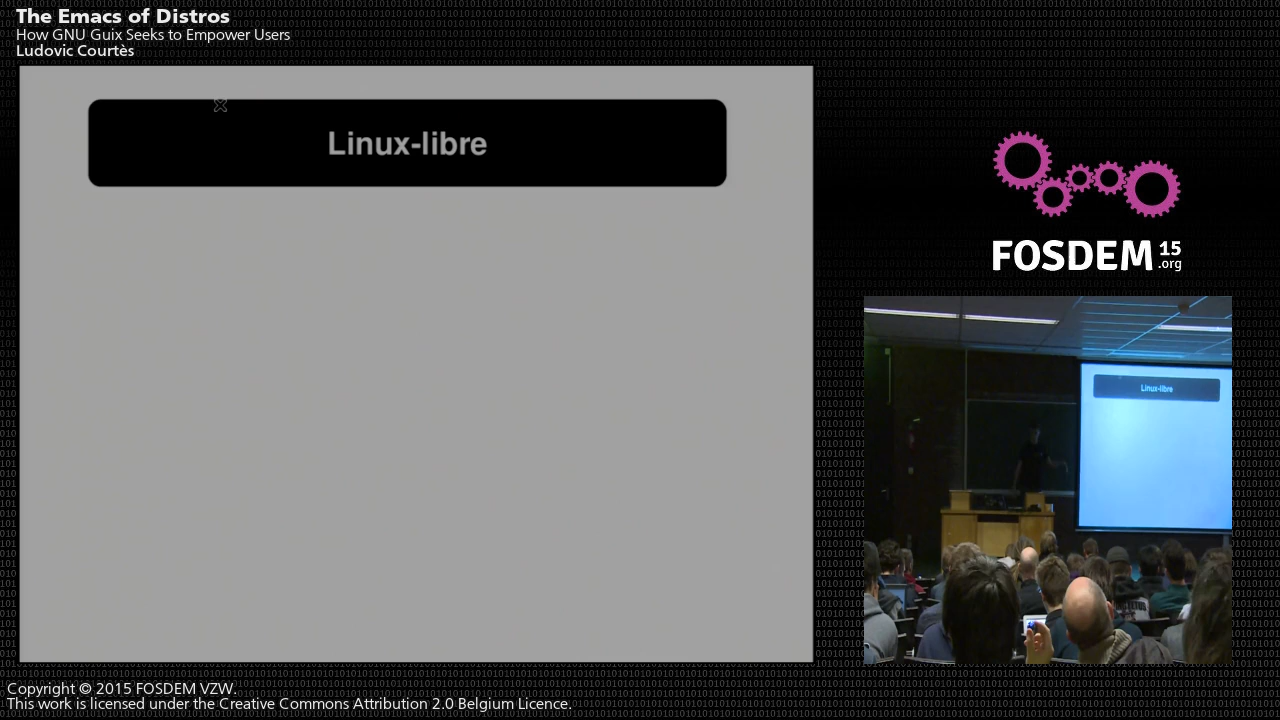 The Emacs of Distros
How GNU Guix Seeks to Empower Users
Ludovic Courtès
Linux-libre
FOSDEM 15
.org
Linux-libre
Copyright © 2015 FOSDEM VZW.
This work is licensed under the Creative Commons Attribution 2.0 Belgium Licence.